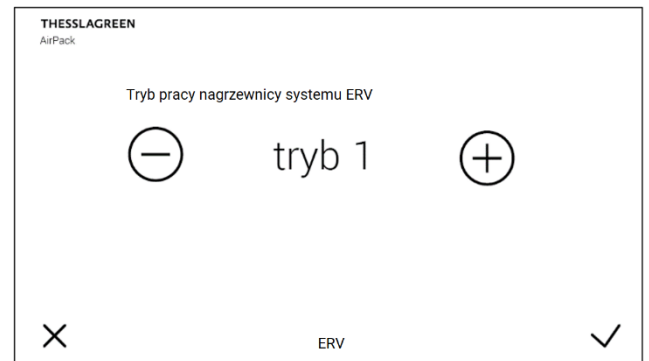 THESSLAGREEN
AirPack
Tryb pracy nagrzewnicy systemu ERV
tryb 1
ERV